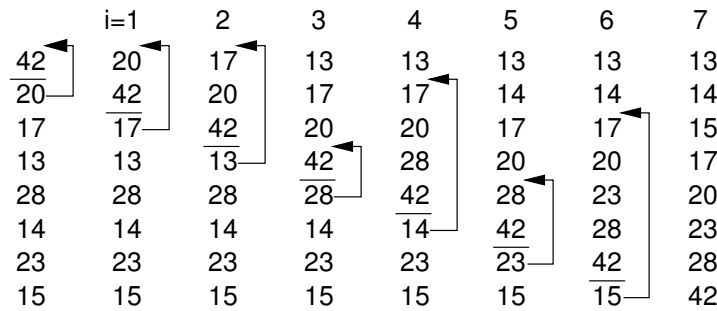 i=1 2 3 4 5 6 7
42 20 17 13 13 13 13 13
20 42 20 17 17 14 14 14
17 17 42 20 20 17 17 15
13 13 13 42 28 20 20 17
28 28 28 28 42 28 23 20
14 14 14 14 14 42 28 23
23 23 23 23 23 23 42 28
15 15 15 15 15 15 15 42